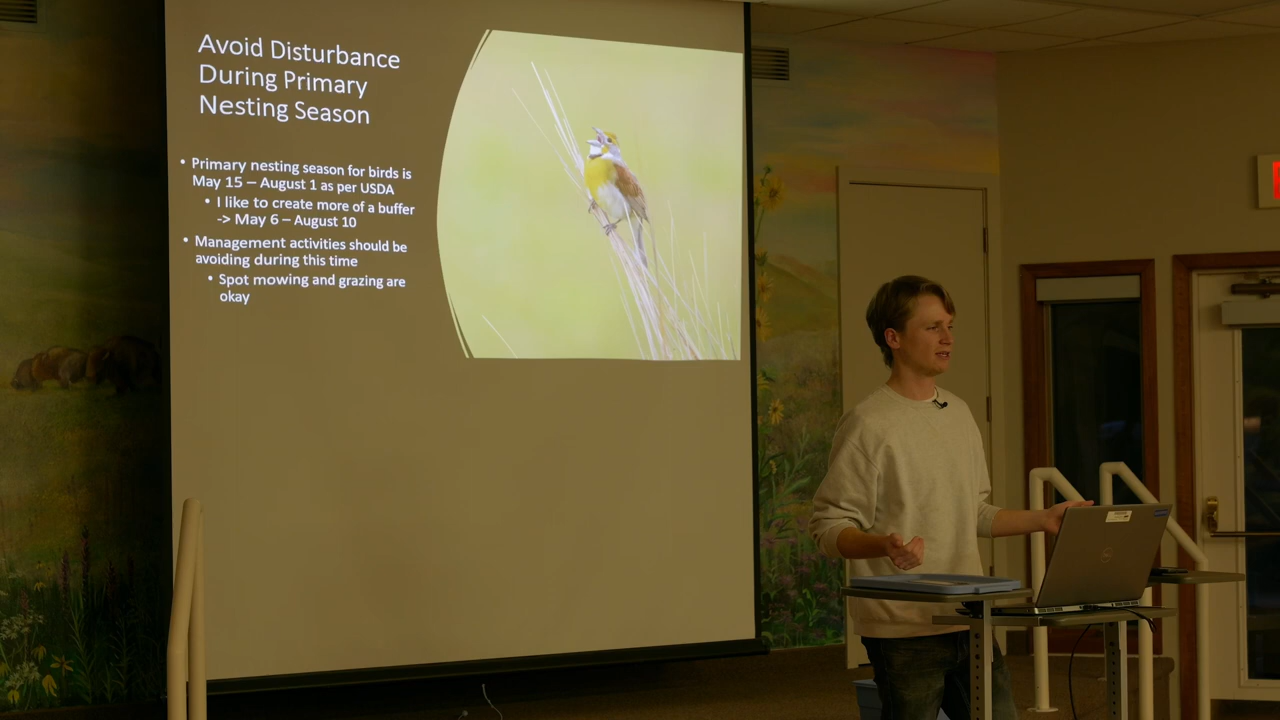 Avoid Disturbance
During Primary
Nesting Season
• Primary nesting season for birds is
May 15 – August 1 as per USDA
• I like to create more of a buffer
-> May 6 – August 10
• Management activities should be
avoiding during this time
• Spot mowing and grazing are
okay